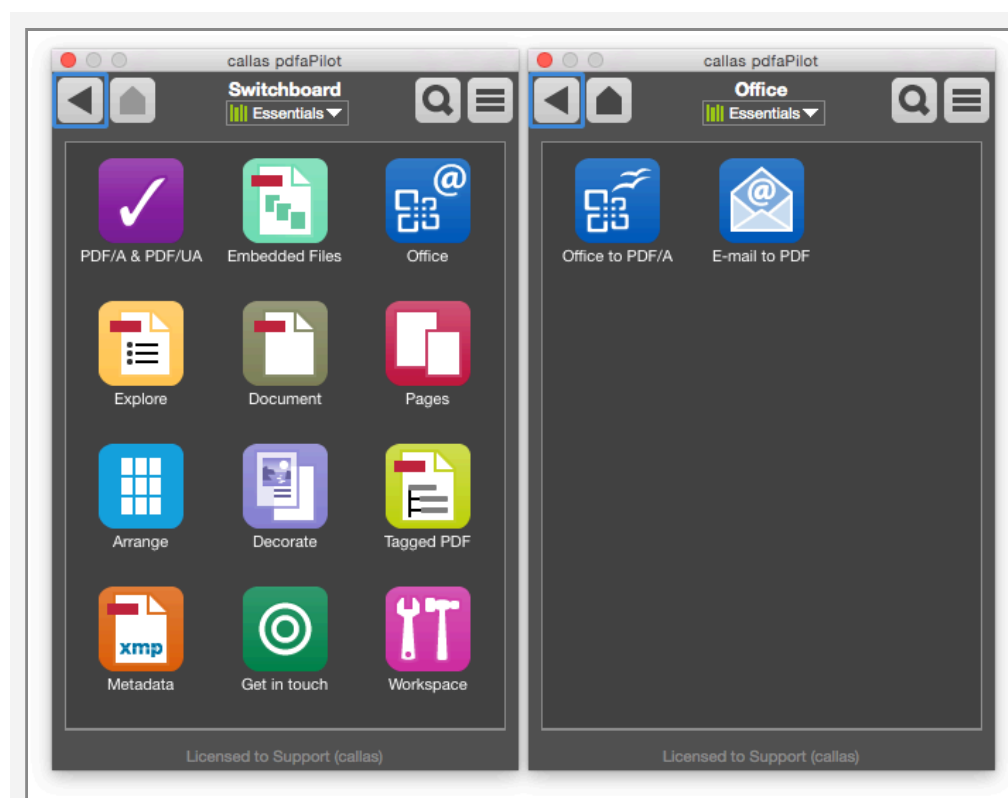 callas pdfaPilot
Switchboard
Essentials
PDF/A & PDF/UA
Embedded Files
@
Office
Explore
Document
Pages
Arrange
Decorate
Tagged PDF
xmp
Metadata
Get in touch
Workspace
Licensed to Support (callas)
callas pdfaPilot
Office
Essentials
Office to PDF/A
@
E-mail to PDF
Licensed to Support (callas)